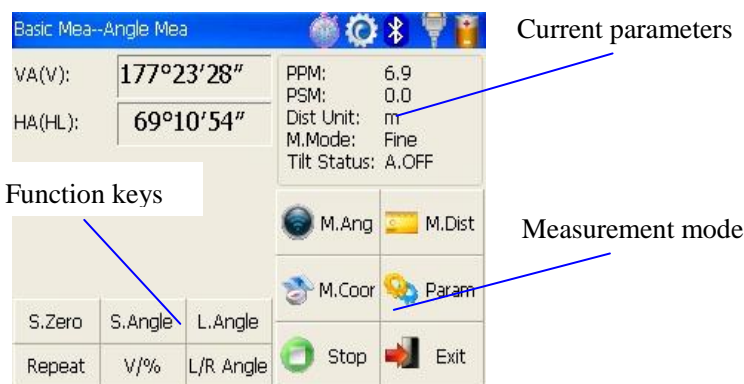 Basic Mea--Angle Mea
Current parameters
VA(V): 177°23′28″
HA(HL): 69°10′54″
PPM: 6.9
PSM: 0.0
Dist Unit: m
M.Mode: Fine
Tilt Status: A.OFF
Function keys
M.Ang M.Dist
Measurement mode
M.Coor Param
S.Zero S.Angle L.Angle
Repeat V/% L/R Angle
Stop Exit